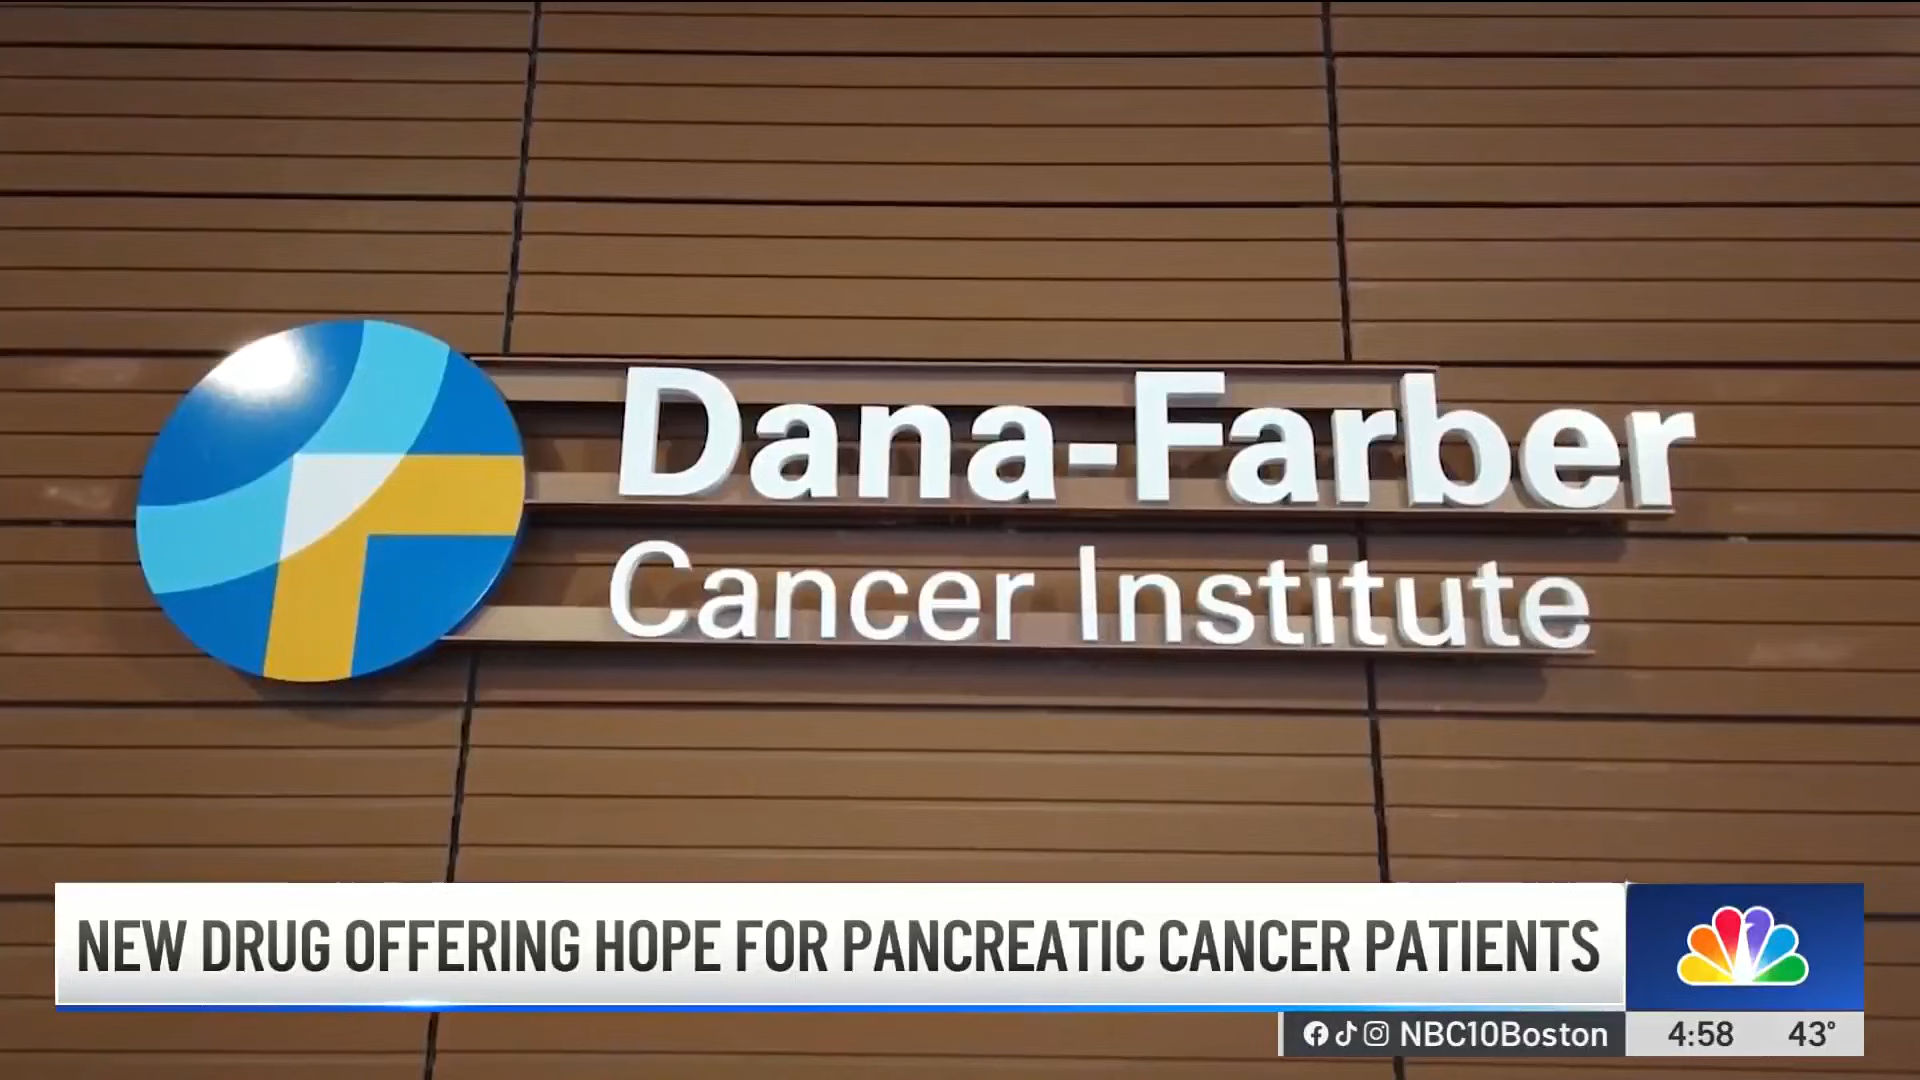 Dana-Farber
Cancer Institute
NEW DRUG OFFERING HOPE FOR PANCREATIC CANCER PATIENTS
NBC10Boston
4:58
43°